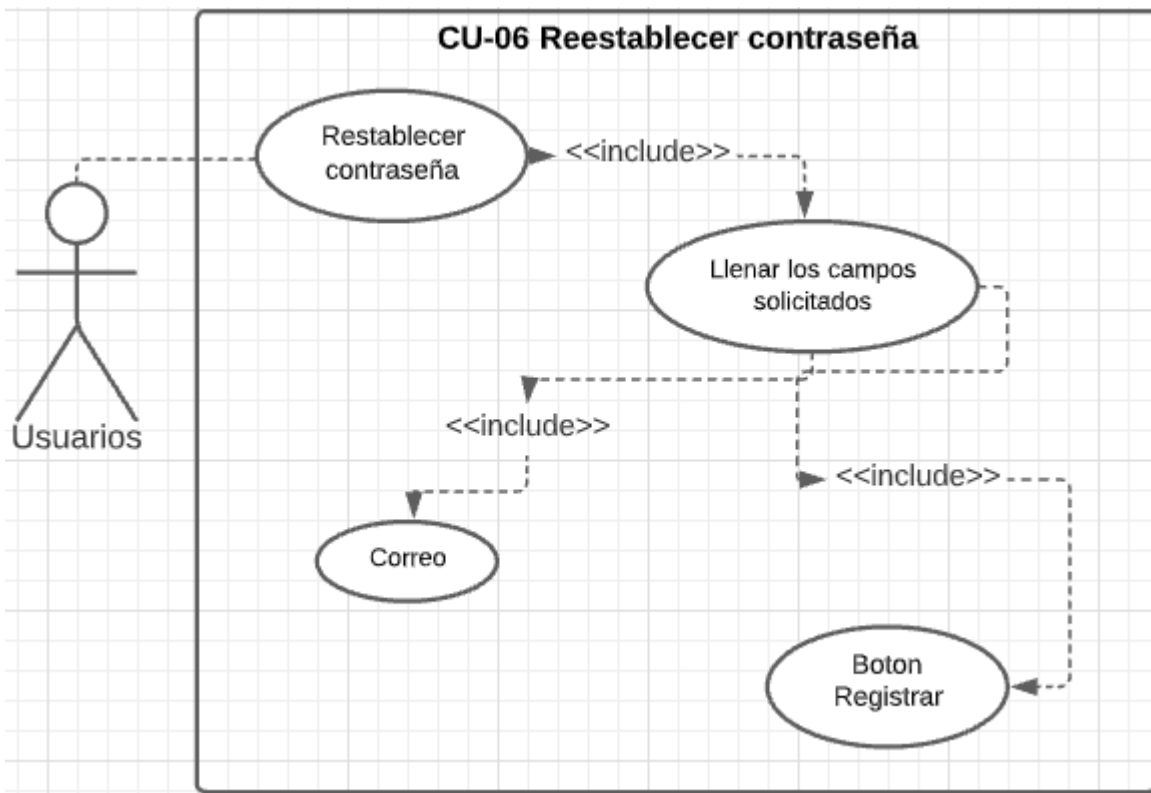 CU-06 Reestablecer contraseña
Restablecer
contraseña
<<include>>
Llenar los campos
solicitados
Usuarios
<<include>>
<<include>>
Correo
Boton
Registrar